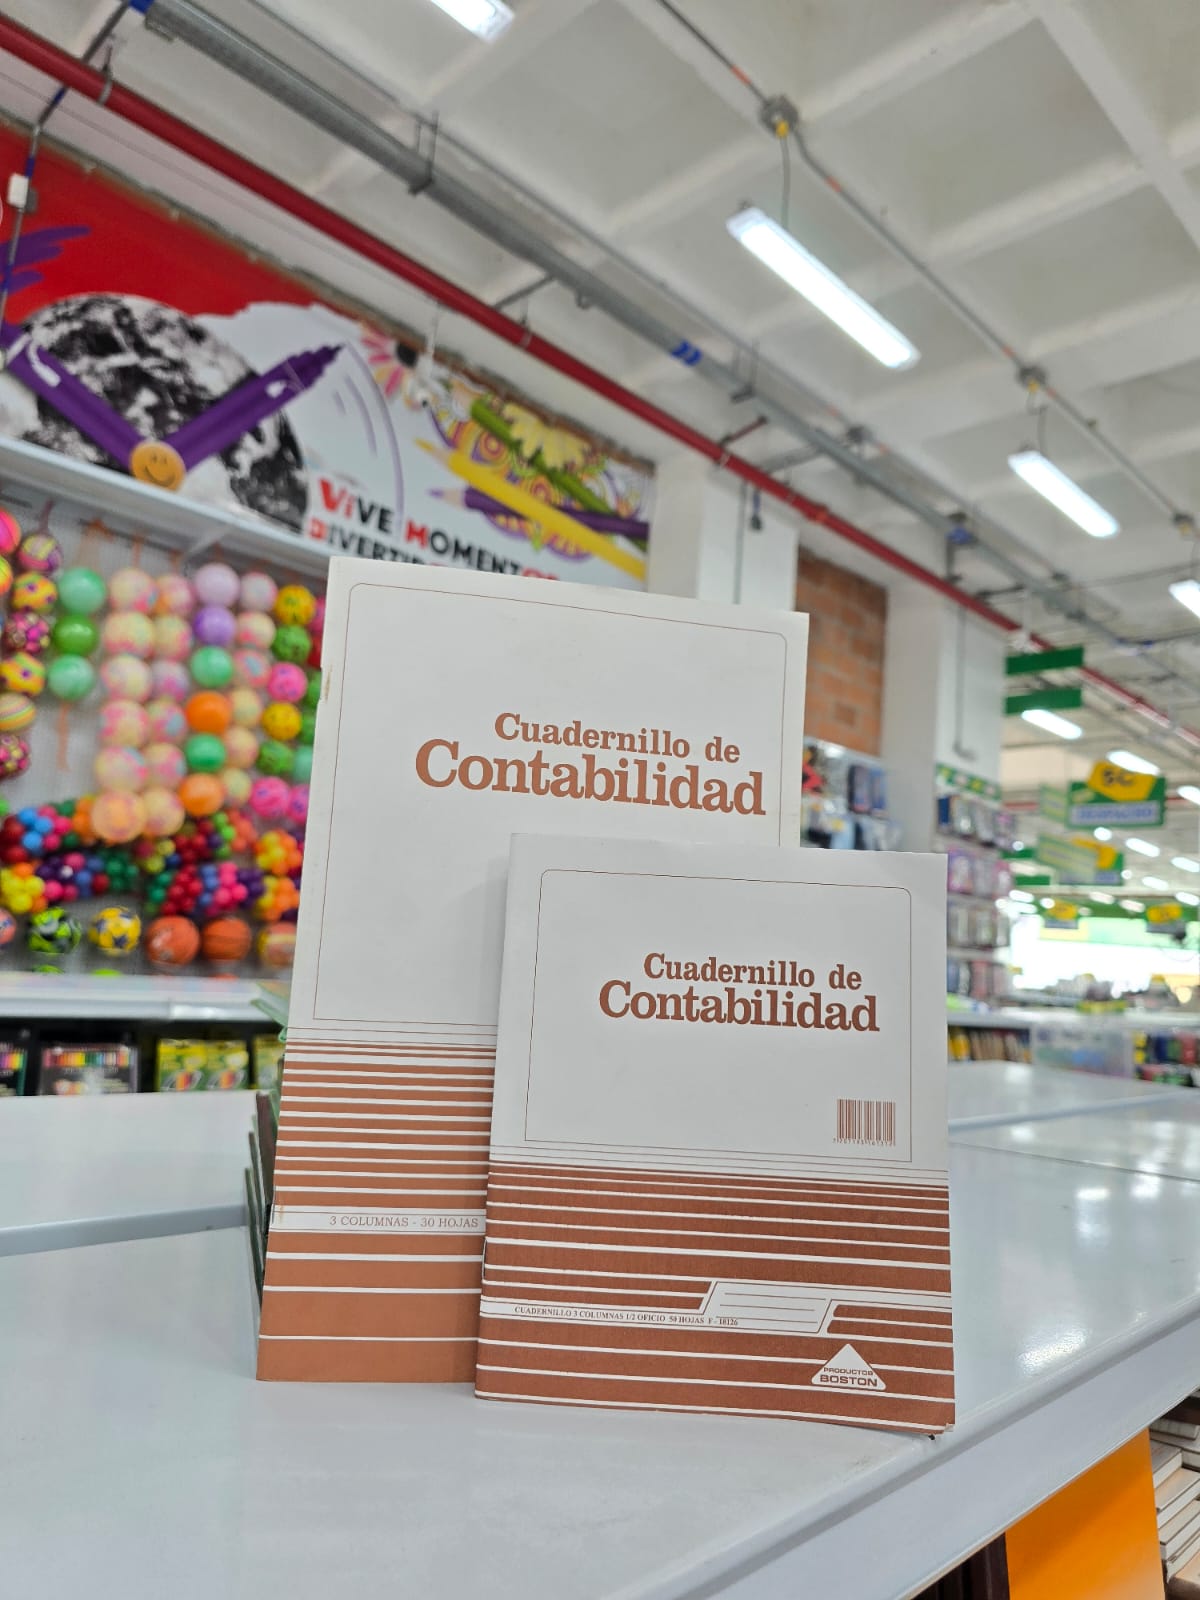 ViVE MOMENTOS
DIVERTID
Cuadernillo de
Contabilidad
3 COLUMNAS - 30 HOJAS
Cuadernillo de
Contabilidad
CUADERNILLO 3 COLUMNAS 1/2 OFICIO 50 HOJAS F - 18126
PRODUCTOS
BOSTON